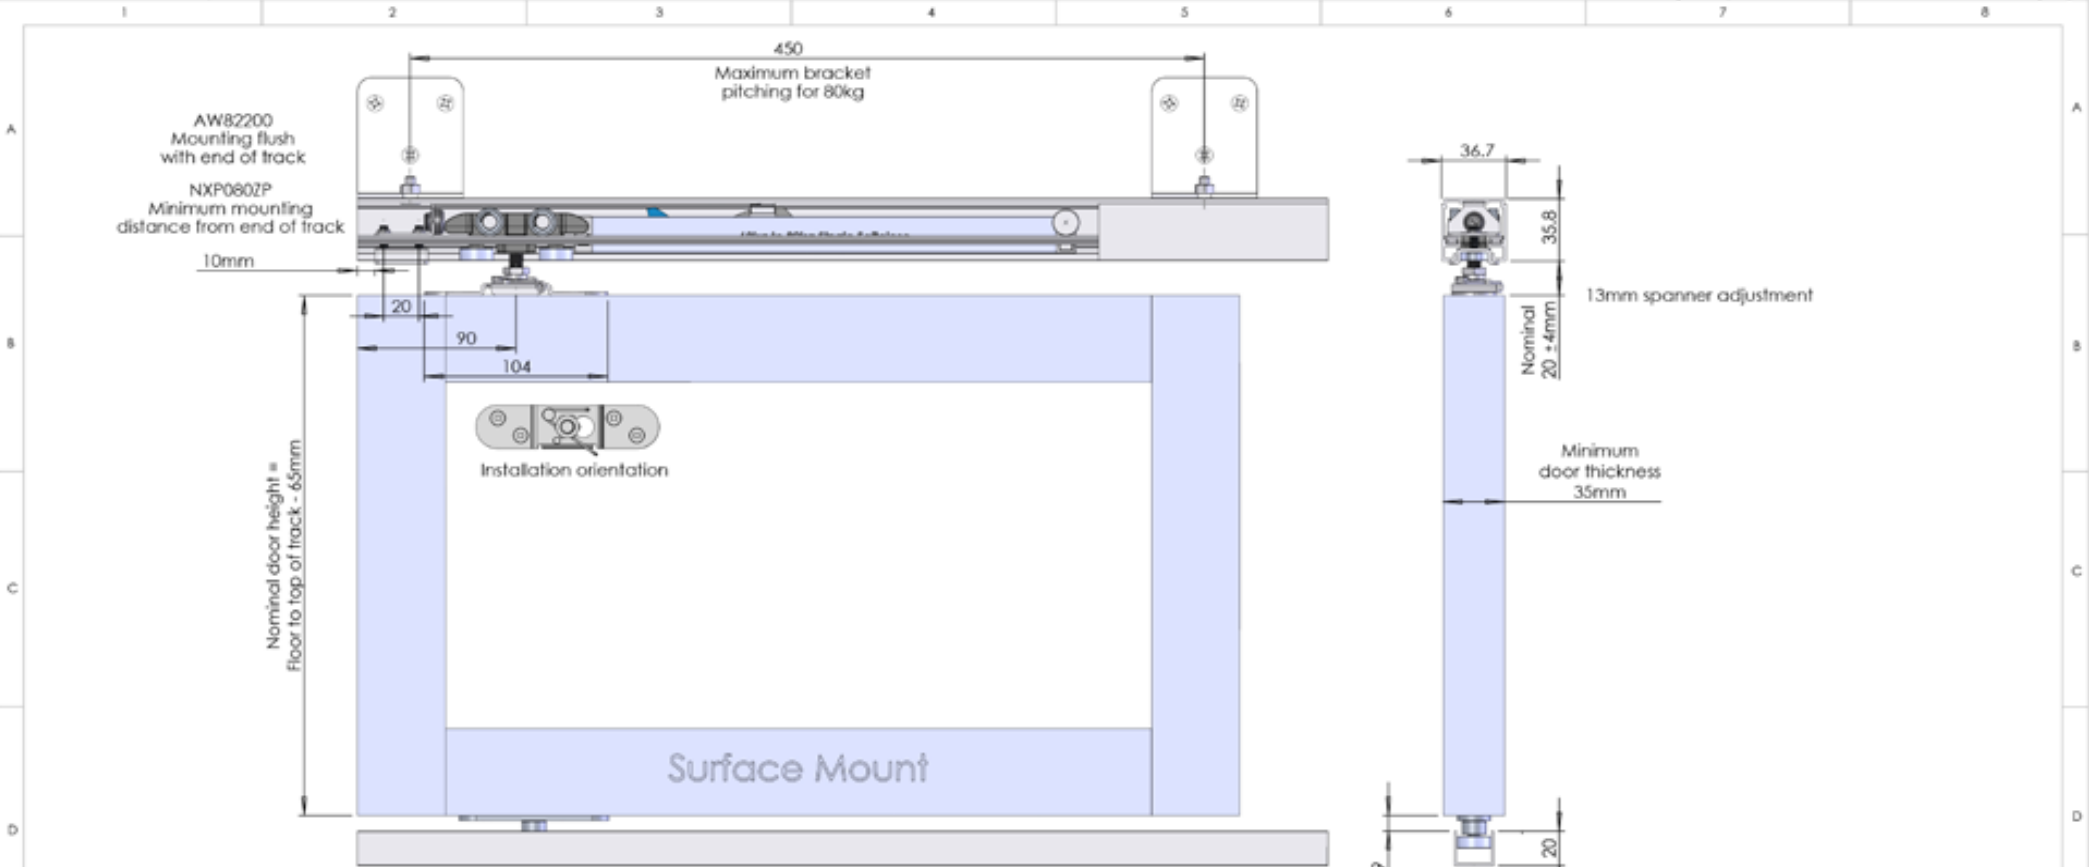 1 2 3 4 5 6 7 8
A
A
450
Maximum bracket
pitching for 80kg
AW82200
Mounting flush
with end of track
NXP080ZP
Minimum mounting
distance from end of track
10mm
20
90
104
36.7
35.8
13mm spanner adjustment
Nominal
20 ±4mm
B
B
Installation orientation
Minimum
door thickness
35mm
Nominal door height =
Floor to top of track - 65mm
C
C
Surface Mount
D
D
20